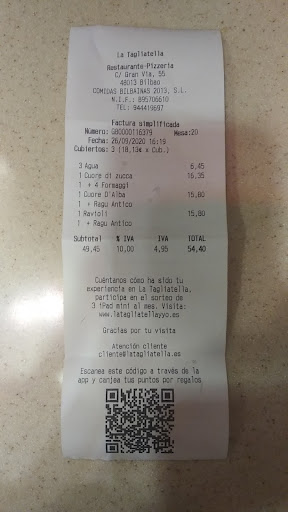 La Tagliatella
Restaurante-Pizzeria
C/ Gran Via, 55
48013 Bilbao
COMIDAS BILBAINAS 2013, S.L.
N.I.F.: B95706610
TEL: 944419697
Factura simplificada
Número: G80000116379 Mesa:20
Fecha: 26/09/2020 16:19
Cubiertos: 3 (18,13€ x Cub.)
3 Agua 6,45
1 Cuore di zucca 16,35
1 + 4 Formaggi
1 Cuore D'Alba 15,80
1 + Ragu Antico
1 Ravioli 15,80
1 + Ragu Antico
Subtotal % IVA IVA TOTAL
49,45 10,00 4,95 54,40
Cuéntanos cómo ha sido tu
experiencia en La Tagliatella,
participa en el sorteo de
3 iPad mini al mes. Visita:
www.latagliatellayyo.es
Gracias por tu visita
Atención cliente
cliente@latagliatella.es
Escanea este código a través de la
app y canjea tus puntos por regalos